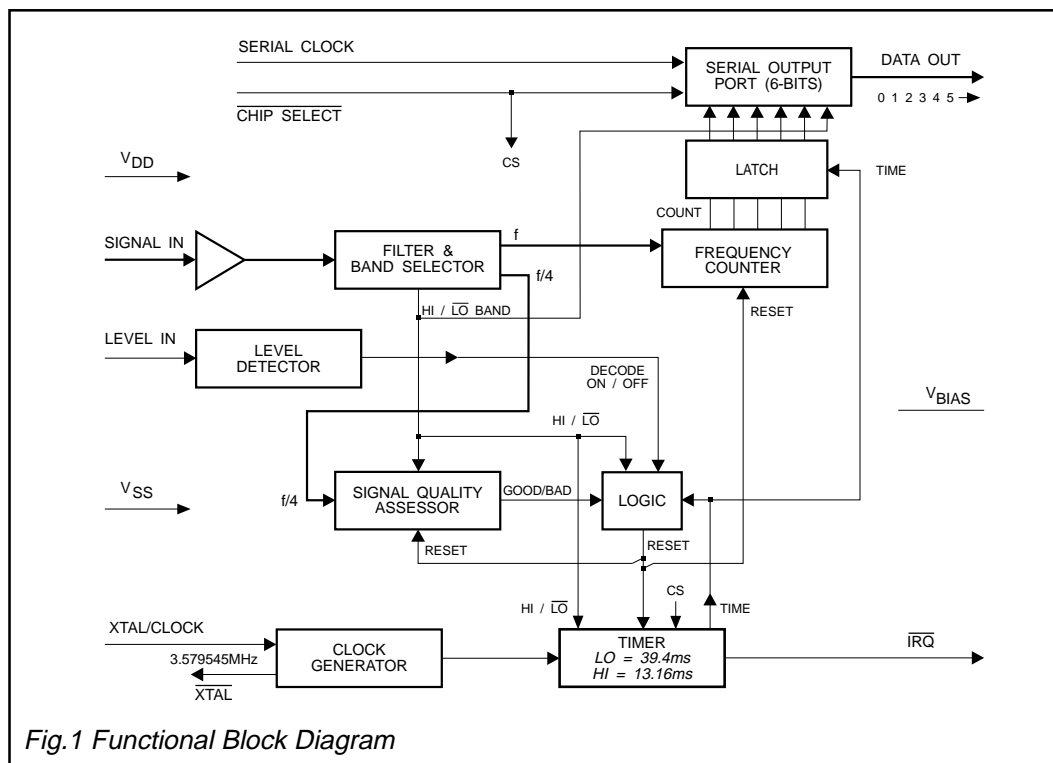 SERIAL CLOCK
CHIP SELECT
CS
SERIAL OUTPUT
PORT (6-BITS)
DATA OUT
0 1 2 3 4 5
VDD
LATCH
TIME
COUNT
SIGNAL IN
FILTER &
BAND SELECTOR
f
f/4
FREQUENCY
COUNTER
HI / LO BAND
RESET
LEVEL IN
LEVEL
DETECTOR
DECODE
ON / OFF
VBIAS
HI / LO
VSS
f/4
SIGNAL QUALITY
ASSESSOR
GOOD/BAD
LOGIC
RESET
RESET
CS
HI / LO
TIME
XTAL/CLOCK
3.579545MHz
XTAL
CLOCK
GENERATOR
TIMER
LO = 39.4ms
HI = 13.16ms
IRQ
Fig.1 Functional Block Diagram